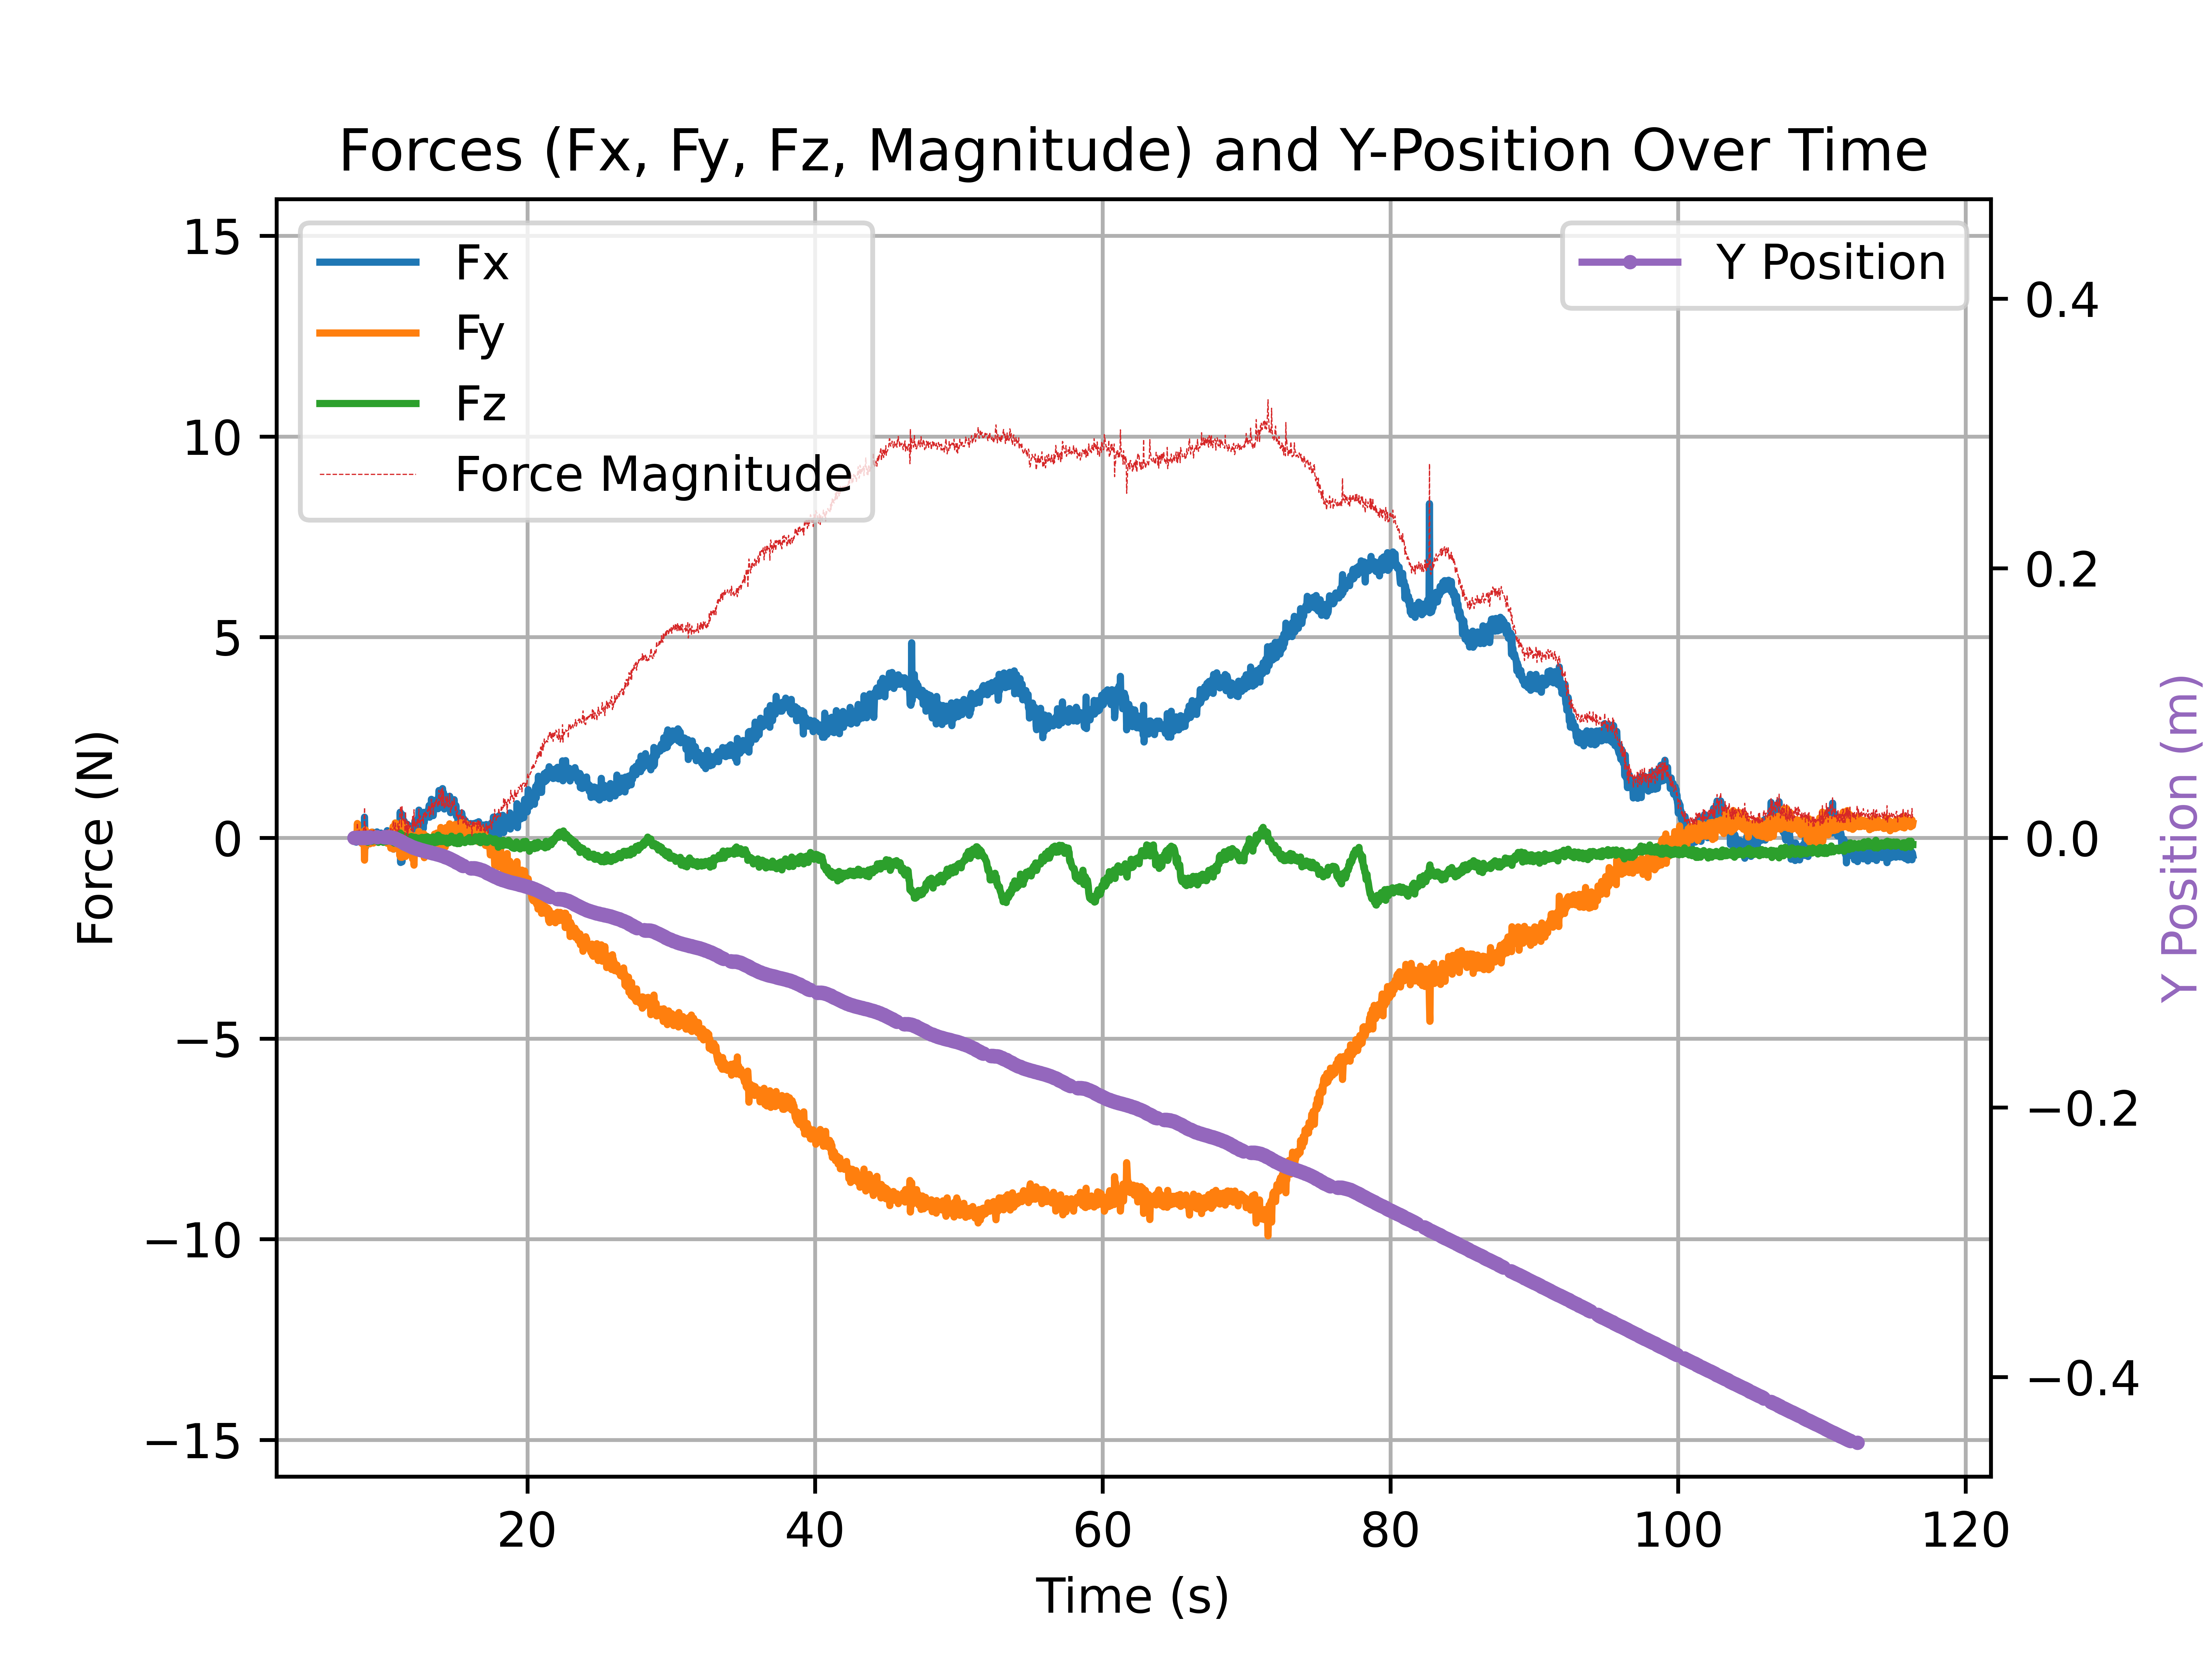 Forces (Fx, Fy, Fz, Magnitude) and Y-Position Over Time
Fx
Fy
Fz
Force Magnitude
Y Position
15
10
5
0
−5
−10
−15
Force (N)
0.4
0.2
0.0
−0.2
−0.4
Y Position (m)
20
40
60
80
100
120
Time (s)